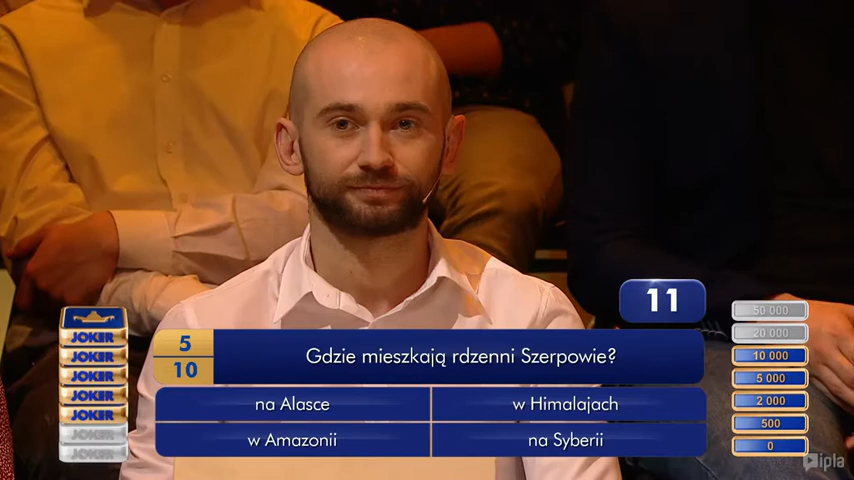 11
5
10
Gdzie mieszkają rdzenni Szerpowie?
na Alasce
w Himalajach
w Amazonii
na Syberii
JOKER
JOKER
JOKER
JOKER
JOKER
JOKER
JOKER
50 000
20 000
10 000
5 000
2 000
500
0
ipla